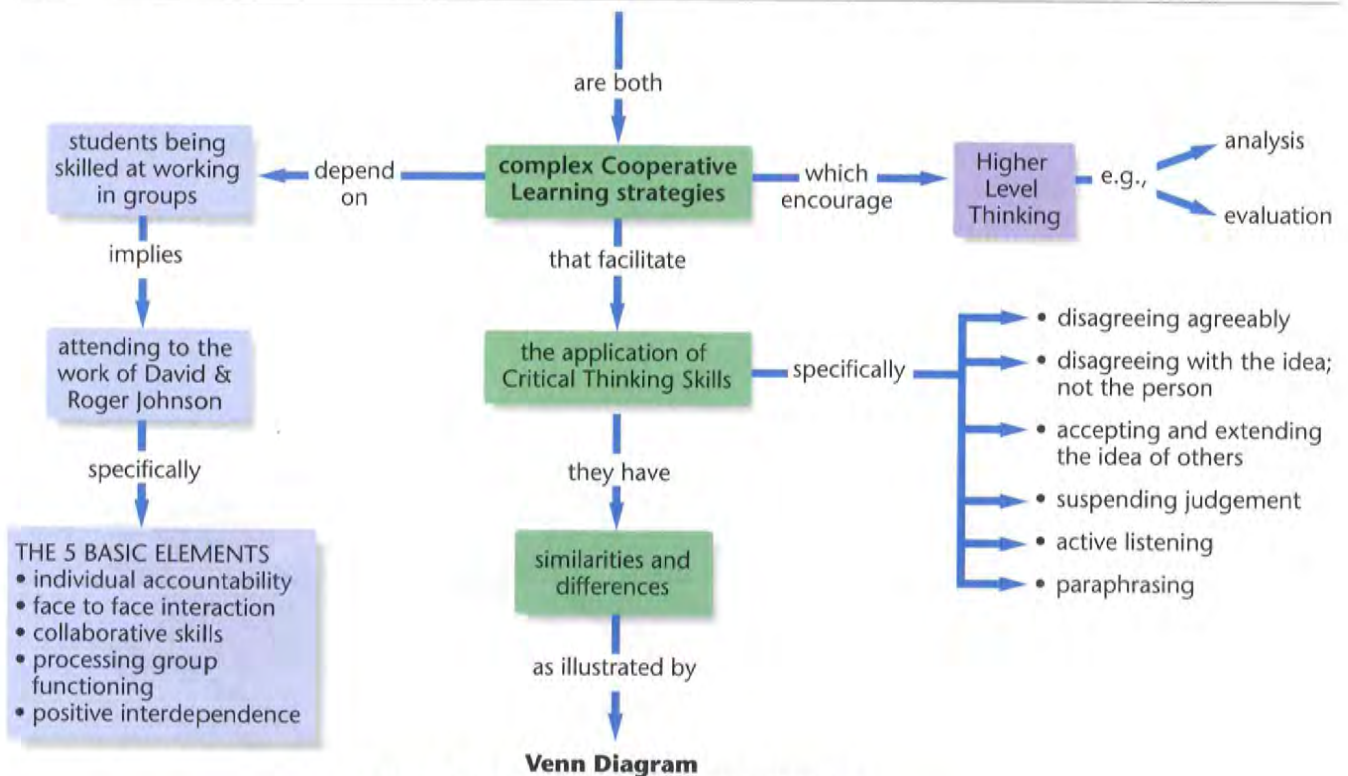 are both
students being
skilled at working
in groups
depend
on
complex Cooperative
Learning strategies
which
encourage
Higher
Level
Thinking
e.g.,
analysis
evaluation
implies
that facilitate
attending to the
work of David &
Roger Johnson
the application of
Critical Thinking Skills
specifically
• disagreeing agreeably
• disagreeing with the idea;
not the person
• accepting and extending
the idea of others
• suspending judgement
• active listening
• paraphrasing
specifically
they have
THE 5 BASIC ELEMENTS
• individual accountability
• face to face interaction
• collaborative skills
• processing group
functioning
• positive interdependence
similarities and
differences
as illustrated by
Venn Diagram